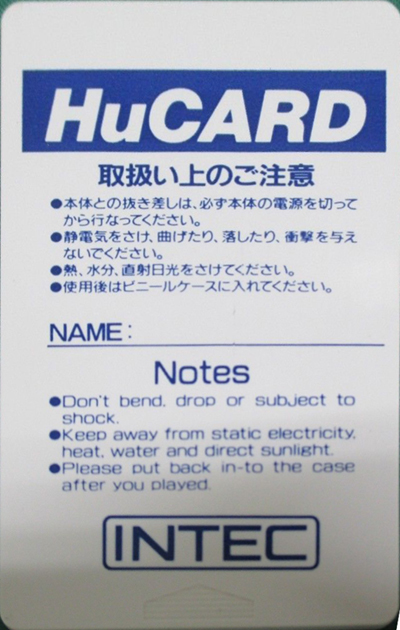 HuCARD
取扱い上のご注意
●本体との抜き差しは、必ず本体の電源を切って
から行なってください。
●静電気をさけ、曲げたり、落したり、衝撃を与え
ないでください。
●熱、水分、直射日光をさけてください。
●使用後はビニールケースに入れてください。
NAME:
Notes
●Don't bend, drop or subject to
shock.
●Keep away from static electricity,
heat, water and direct sunlight.
●Please put back in-to the case
after you played.
INTEC